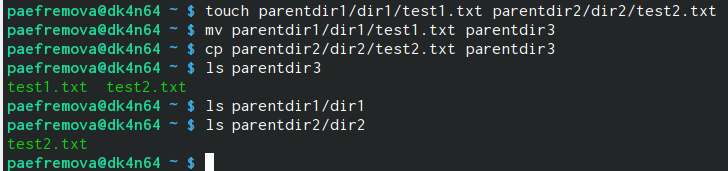 paefremova@dk4n64 ~ $ touch parentdir1/dir1/test1.txt parentdir2/dir2/test2.txt
paefremova@dk4n64 ~ $ mv parentdir1/dir1/test1.txt parentdir3
paefremova@dk4n64 ~ $ cp parentdir2/dir2/test2.txt parentdir3
paefremova@dk4n64 ~ $ ls parentdir3
test1.txt  test2.txt
paefremova@dk4n64 ~ $ ls parentdir1/dir1
paefremova@dk4n64 ~ $ ls parentdir2/dir2
test2.txt
paefremova@dk4n64 ~ $